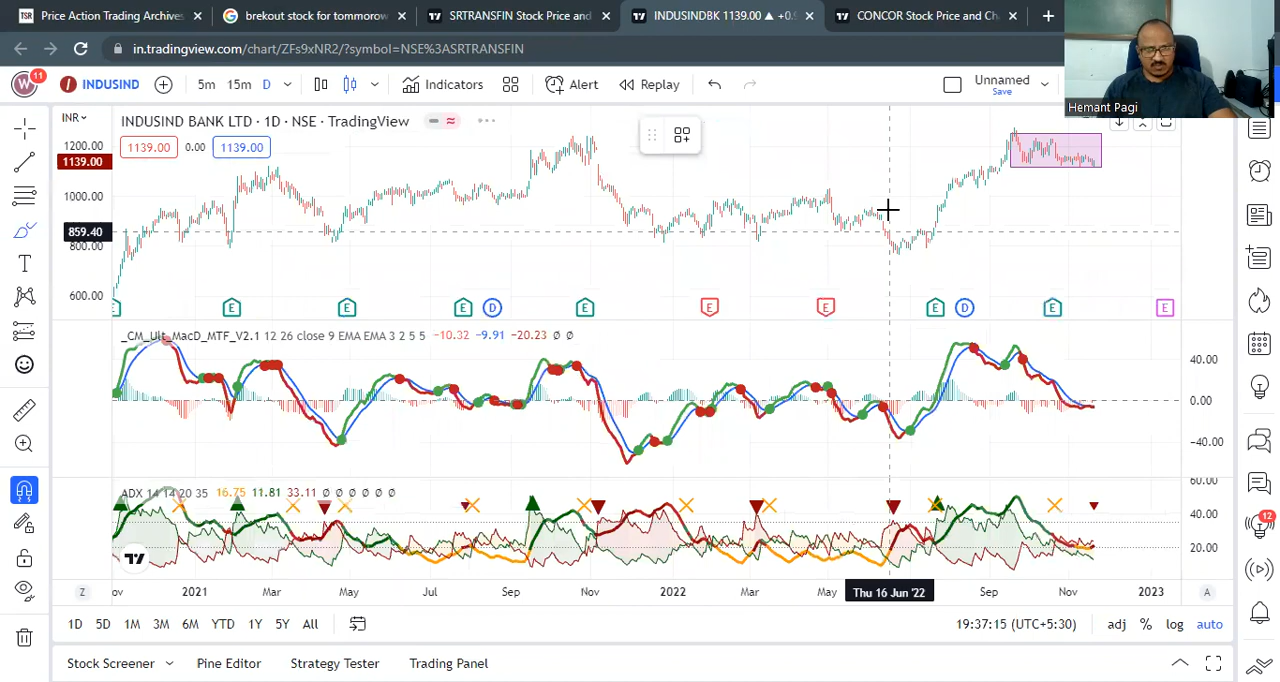 TSR Price Action Trading Archives
brekout stock for tommorow
SRTRANSFIN Stock Price and
INDUSINDBK 1139.00 ▲ +0.
CONCOR Stock Price and Ch
in.tradingview.com/chart/ZFs9xNR2/?symbol=NSE%3ASRTRANSFIN
Hemant Pagi
W 11
INDUSIND
5m 15m D
Indicators
Alert
Replay
Unnamed
Save
INR
INDUSIND BANK LTD · 1D · NSE · TradingView
1139.00 0.00 1139.00
1200.00
1139.00
1000.00
859.40
800.00
600.00
E E E E D E E E E D E E
_CM_Ult_MacD_MTF_V2.1 12 26 close 9 EMA EMA 3 2 5 5 −10.32 −9.91 −20.23 Ø Ø
40.00
0.00
−40.00
ADX 14 14 20 35 16.75 11.81 33.11 Ø Ø Ø Ø Ø Ø
60.00
40.00
20.00
12
Z ov 2021 Mar May Jul Sep Nov 2022 Mar May Thu 16 Jun '22 Sep Nov 2023 A
1D 5D 1M 3M 6M YTD 1Y 5Y All
19:37:15 (UTC+5:30) adj % log auto
Stock Screener Pine Editor Strategy Tester Trading Panel